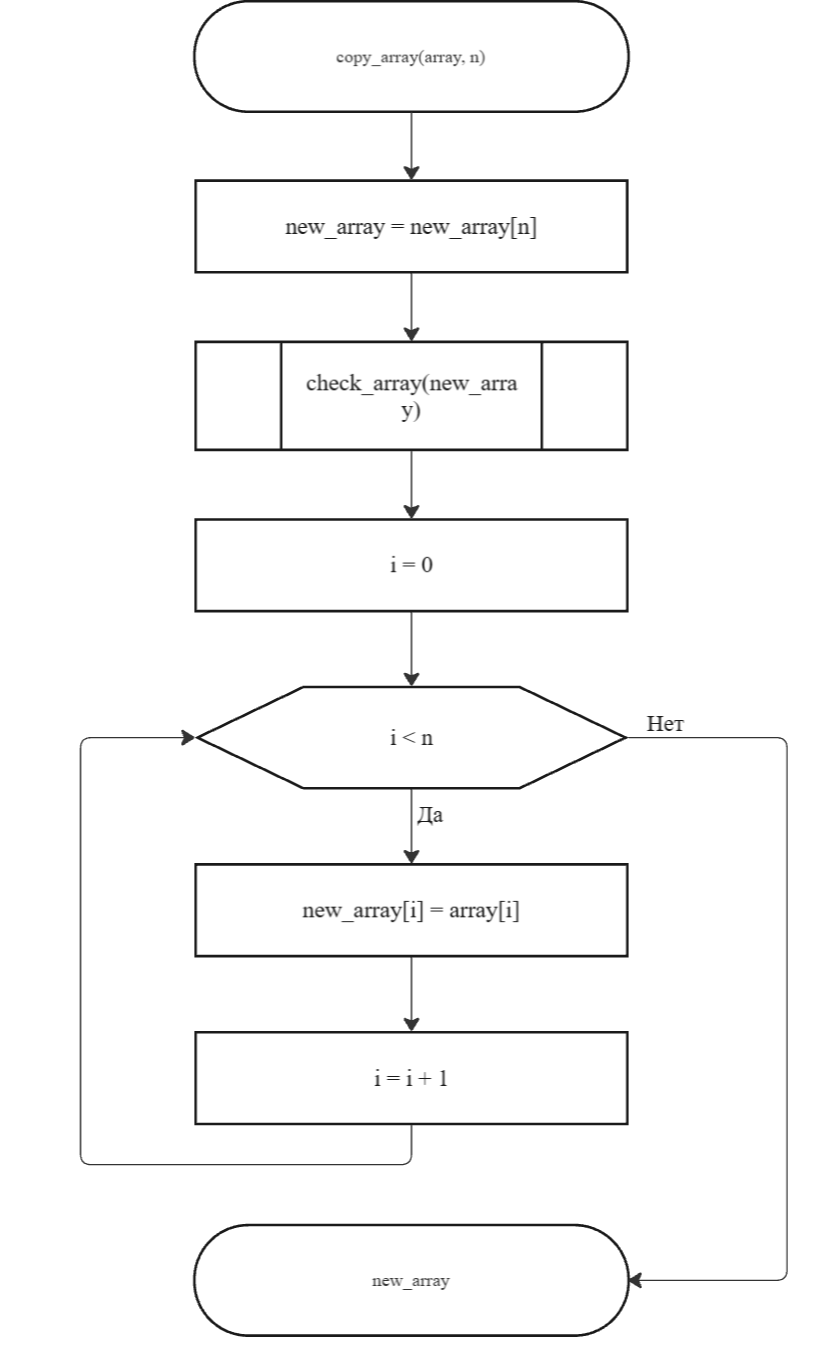 copy_array(array, n)
new_array = new_array[n]
check_array(new_arra
y)
i = 0
i < n
Нет
Да
new_array[i] = array[i]
i = i + 1
new_array